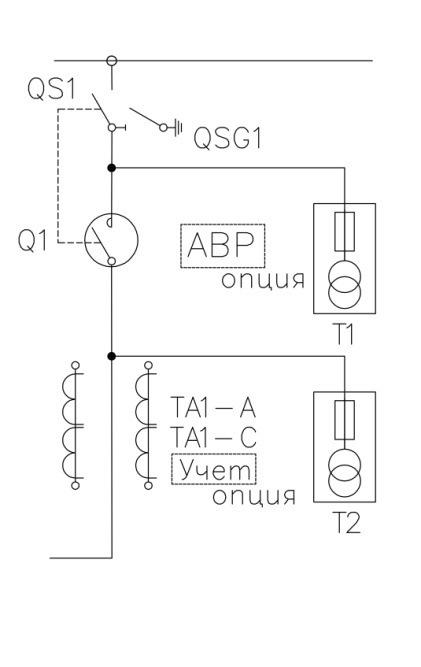 QS1
QSG1
Q1
АВР
опция
T1
TA1-A
TA1-C
Учет
опция
T2